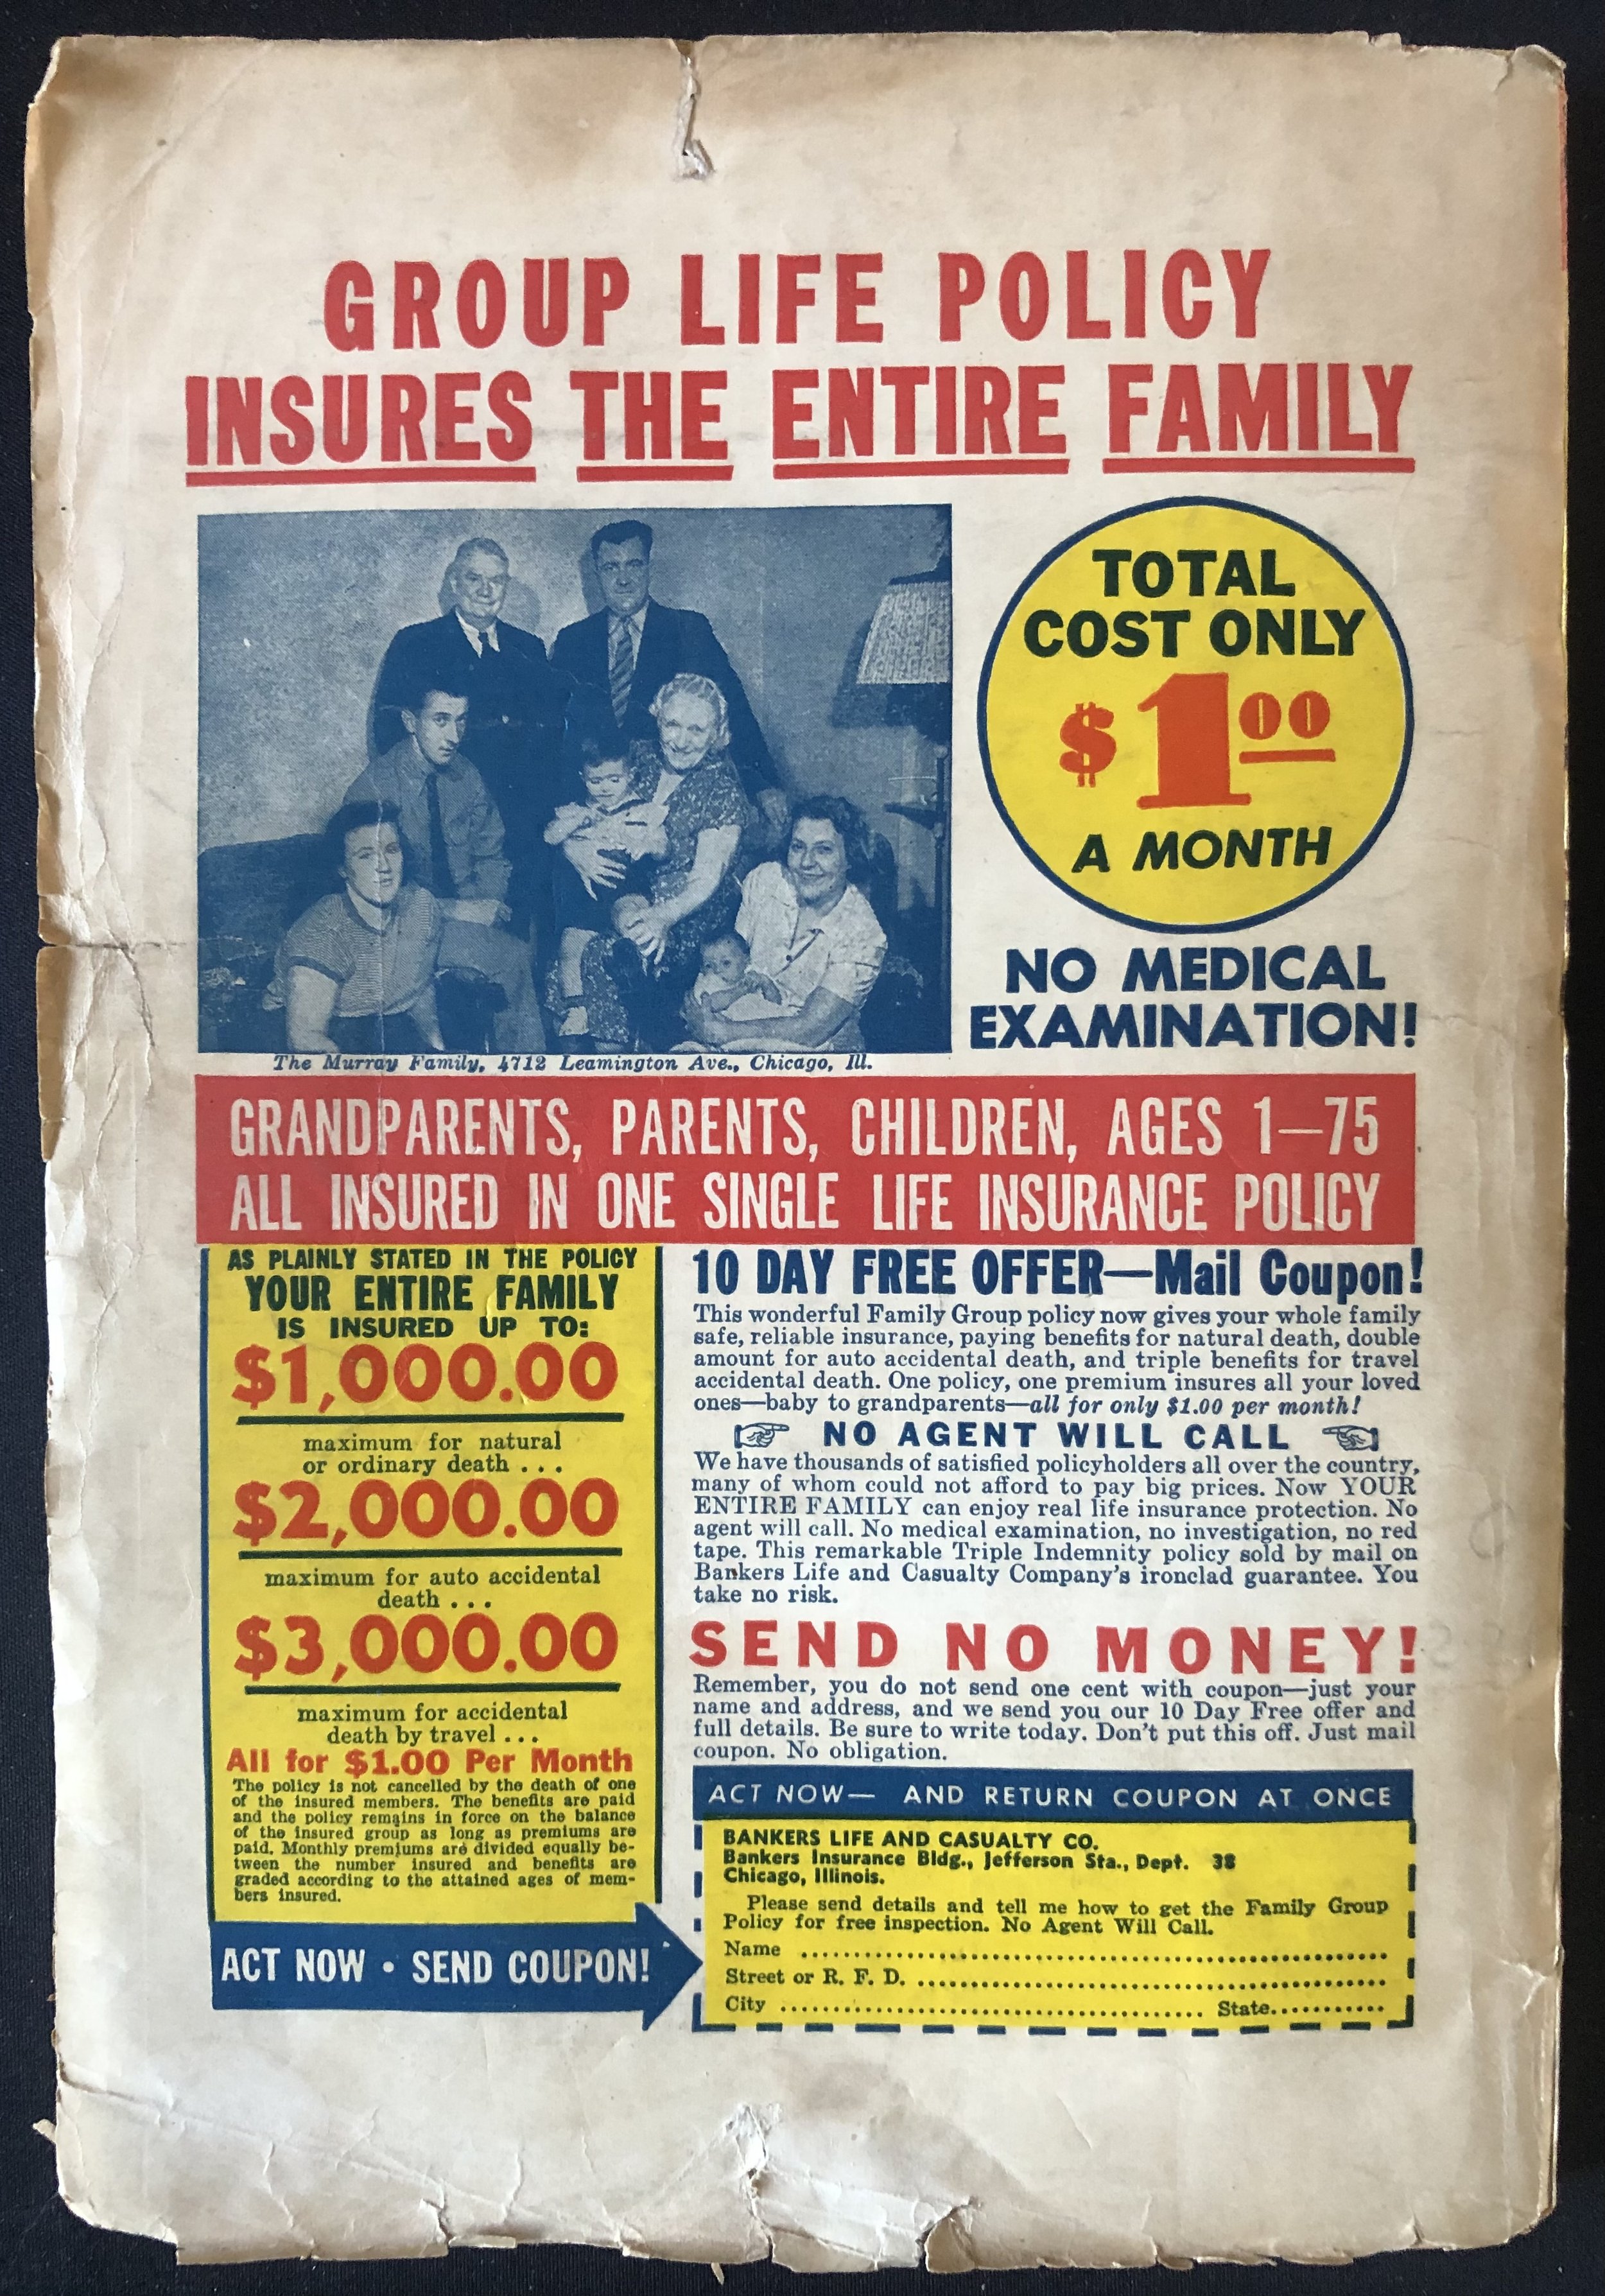 GROUP LIFE POLICY
INSURES THE ENTIRE FAMILY
TOTAL
COST ONLY
$1.00
A MONTH
NO MEDICAL
EXAMINATION!
The Murray Family, 4712 Leamington Ave., Chicago, Ill.
GRANDPARENTS, PARENTS, CHILDREN, AGES 1—75
ALL INSURED IN ONE SINGLE LIFE INSURANCE POLICY
AS PLAINLY STATED IN THE POLICY
YOUR ENTIRE FAMILY
IS INSURED UP TO:
$1,000.00
maximum for natural
or ordinary death . . .
$2,000.00
maximum for auto accidental
death . . .
$3,000.00
maximum for accidental
death by travel . . .
All for $1.00 Per Month
The policy is not cancelled by the death of one
of the insured members. The benefits are paid
and the policy remains in force on the balance
of the insured group as long as premiums are
paid. Monthly premiums are divided equally be-
tween the number insured and benefits are
graded according to the attained ages of mem-
bers insured.
ACT NOW • SEND COUPON!
10 DAY FREE OFFER—Mail Coupon!
This wonderful Family Group policy now gives your whole family
safe, reliable insurance, paying benefits for natural death, double
amount for auto accidental death, and triple benefits for travel
accidental death. One policy, one premium insures all your loved
ones—baby to grandparents—all for only $1.00 per month!
NO AGENT WILL CALL
We have thousands of satisfied policyholders all over the country,
many of whom could not afford to pay big prices. Now YOUR
ENTIRE FAMILY can enjoy real life insurance protection. No
agent will call. No medical examination, no investigation, no red
tape. This remarkable Triple Indemnity policy sold by mail on
Bankers Life and Casualty Company's ironclad guarantee. You
take no risk.
SEND NO MONEY!
Remember, you do not send one cent with coupon—just your
name and address, and we send you our 10 Day Free offer and
full details. Be sure to write today. Don't put this off. Just mail
coupon. No obligation.
ACT NOW— AND RETURN COUPON AT ONCE
BANKERS LIFE AND CASUALTY CO.
Bankers Insurance Bldg., Jefferson Sta., Dept. 38
Chicago, Illinois.
Please send details and tell me how to get the Family Group
Policy for free inspection. No Agent Will Call.
Name ..........
Street or R. F. D. ..........
City .......... State..........